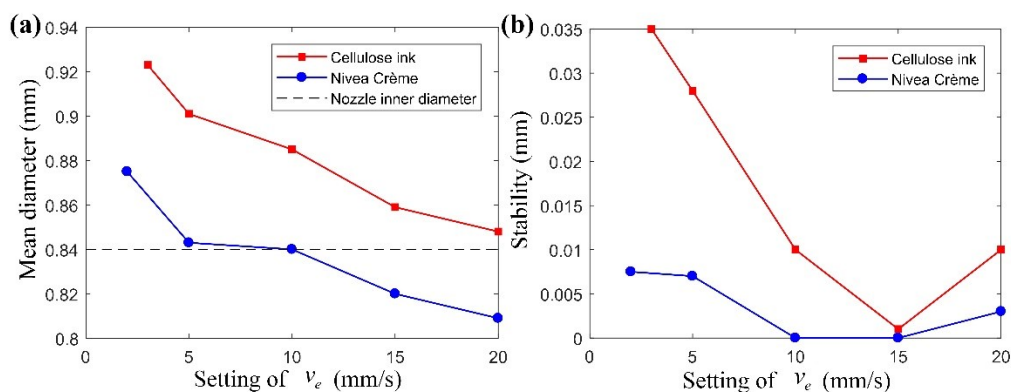 (a)
0.94
0.92
0.9
0.88
0.86
0.84
0.82
0.8
Mean diameter (mm)
Cellulose ink
Nivea Crème
Nozzle inner diameter
0 5 10 15 20
Setting of v_e (mm/s)
(b)
0.035
0.03
0.025
0.02
0.015
0.01
0.005
0
Stability (mm)
Cellulose ink
Nivea Crème
0 5 10 15 20
Setting of v_e (mm/s)